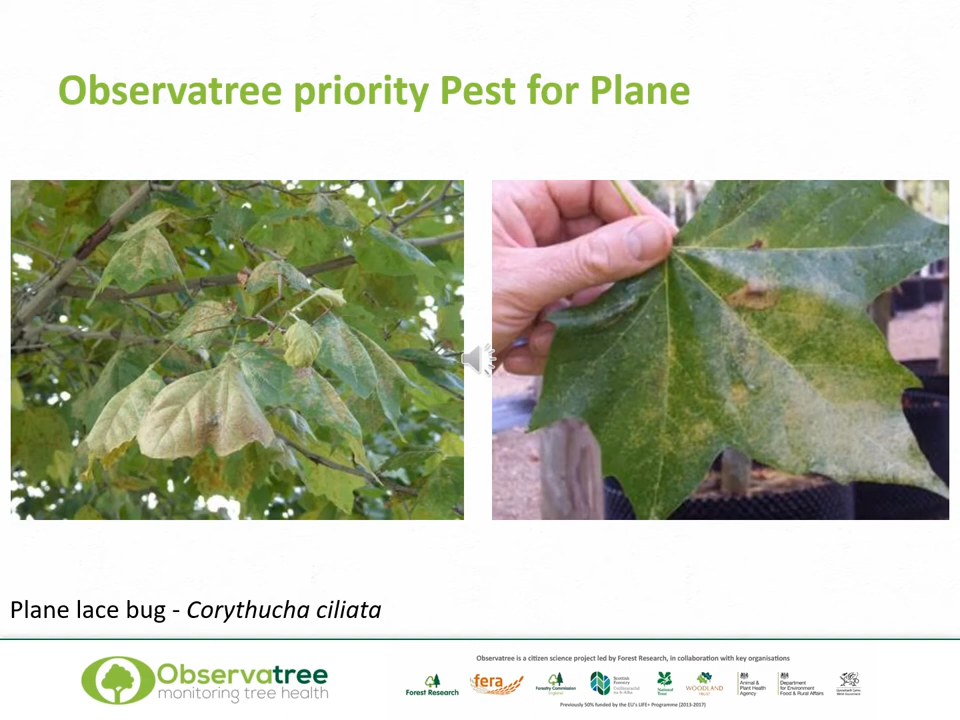 Observatree priority Pest for Plane
Plane lace bug - Corythucha ciliata
Observatree
monitoring tree health
Observatree is a citizen science project led by Forest Research, in collaboration with key organisations
Forest Research
fera
Forestry Commission
England
Scottish
Forestry
National
Trust
WOODLAND
TRUST
Animal &
Plant Health
Agency
Department
for Environment
Food & Rural Affairs
Previously 50% funded by the EU's LIFE+ Programme (2013-2017)